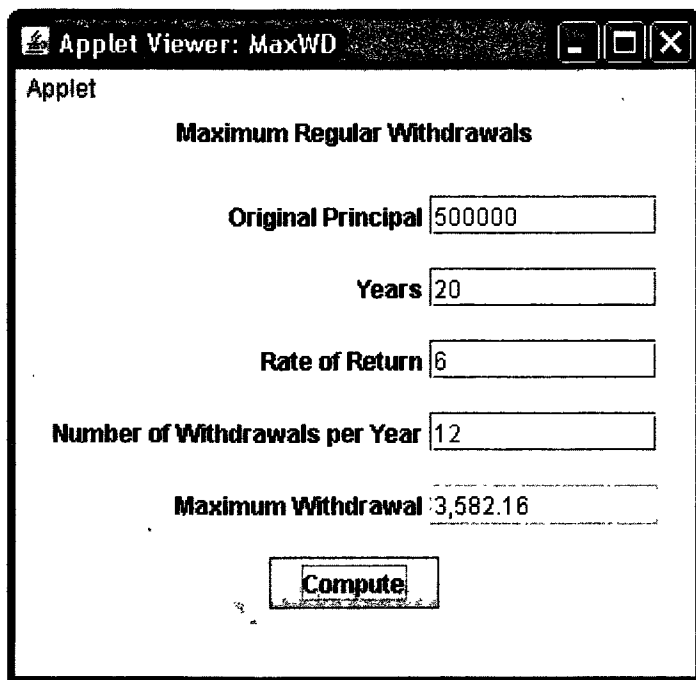 Applet Viewer: MaxWD
Applet
Maximum Regular Withdrawals
Original Principal 500000
Years 20
Rate of Return 6
Number of Withdrawals per Year 12
Maximum Withdrawal 3,582.16
Compute